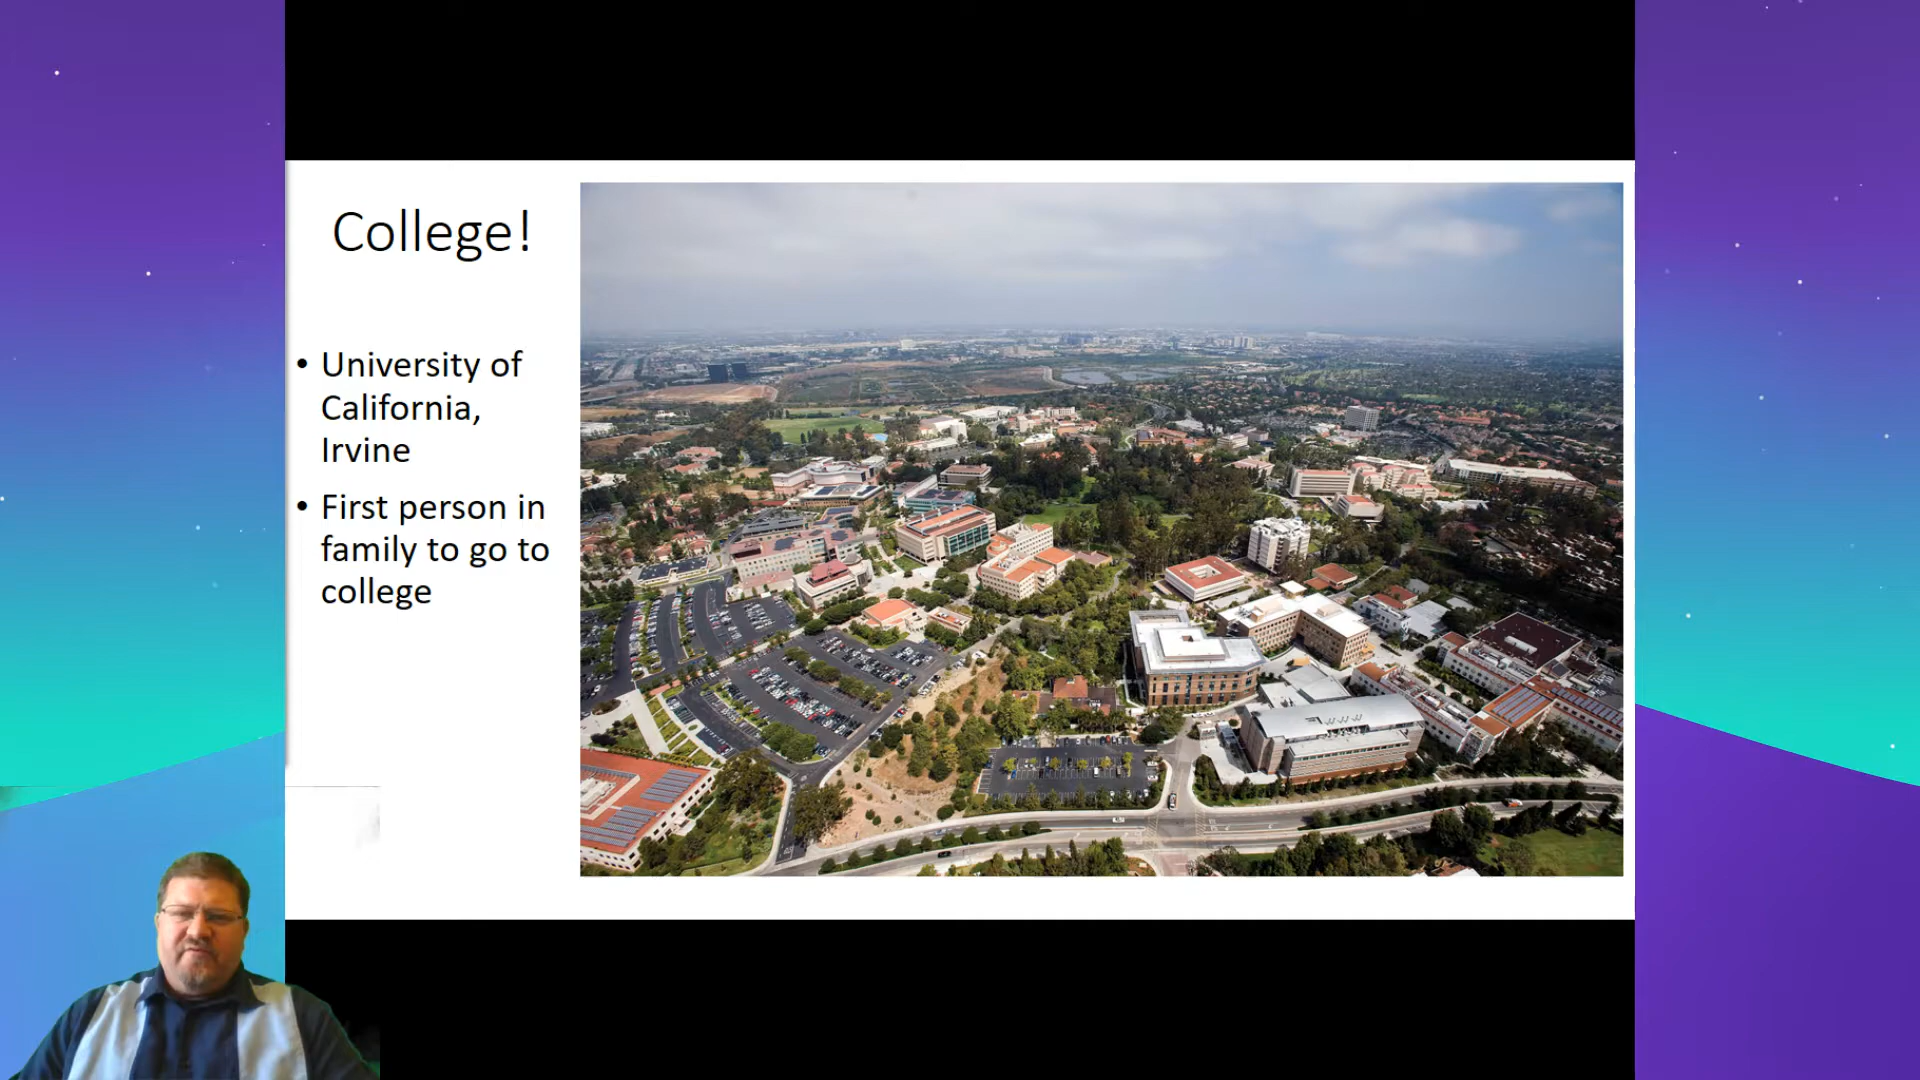 College!
• University of
California,
Irvine
• First person in
family to go to
college